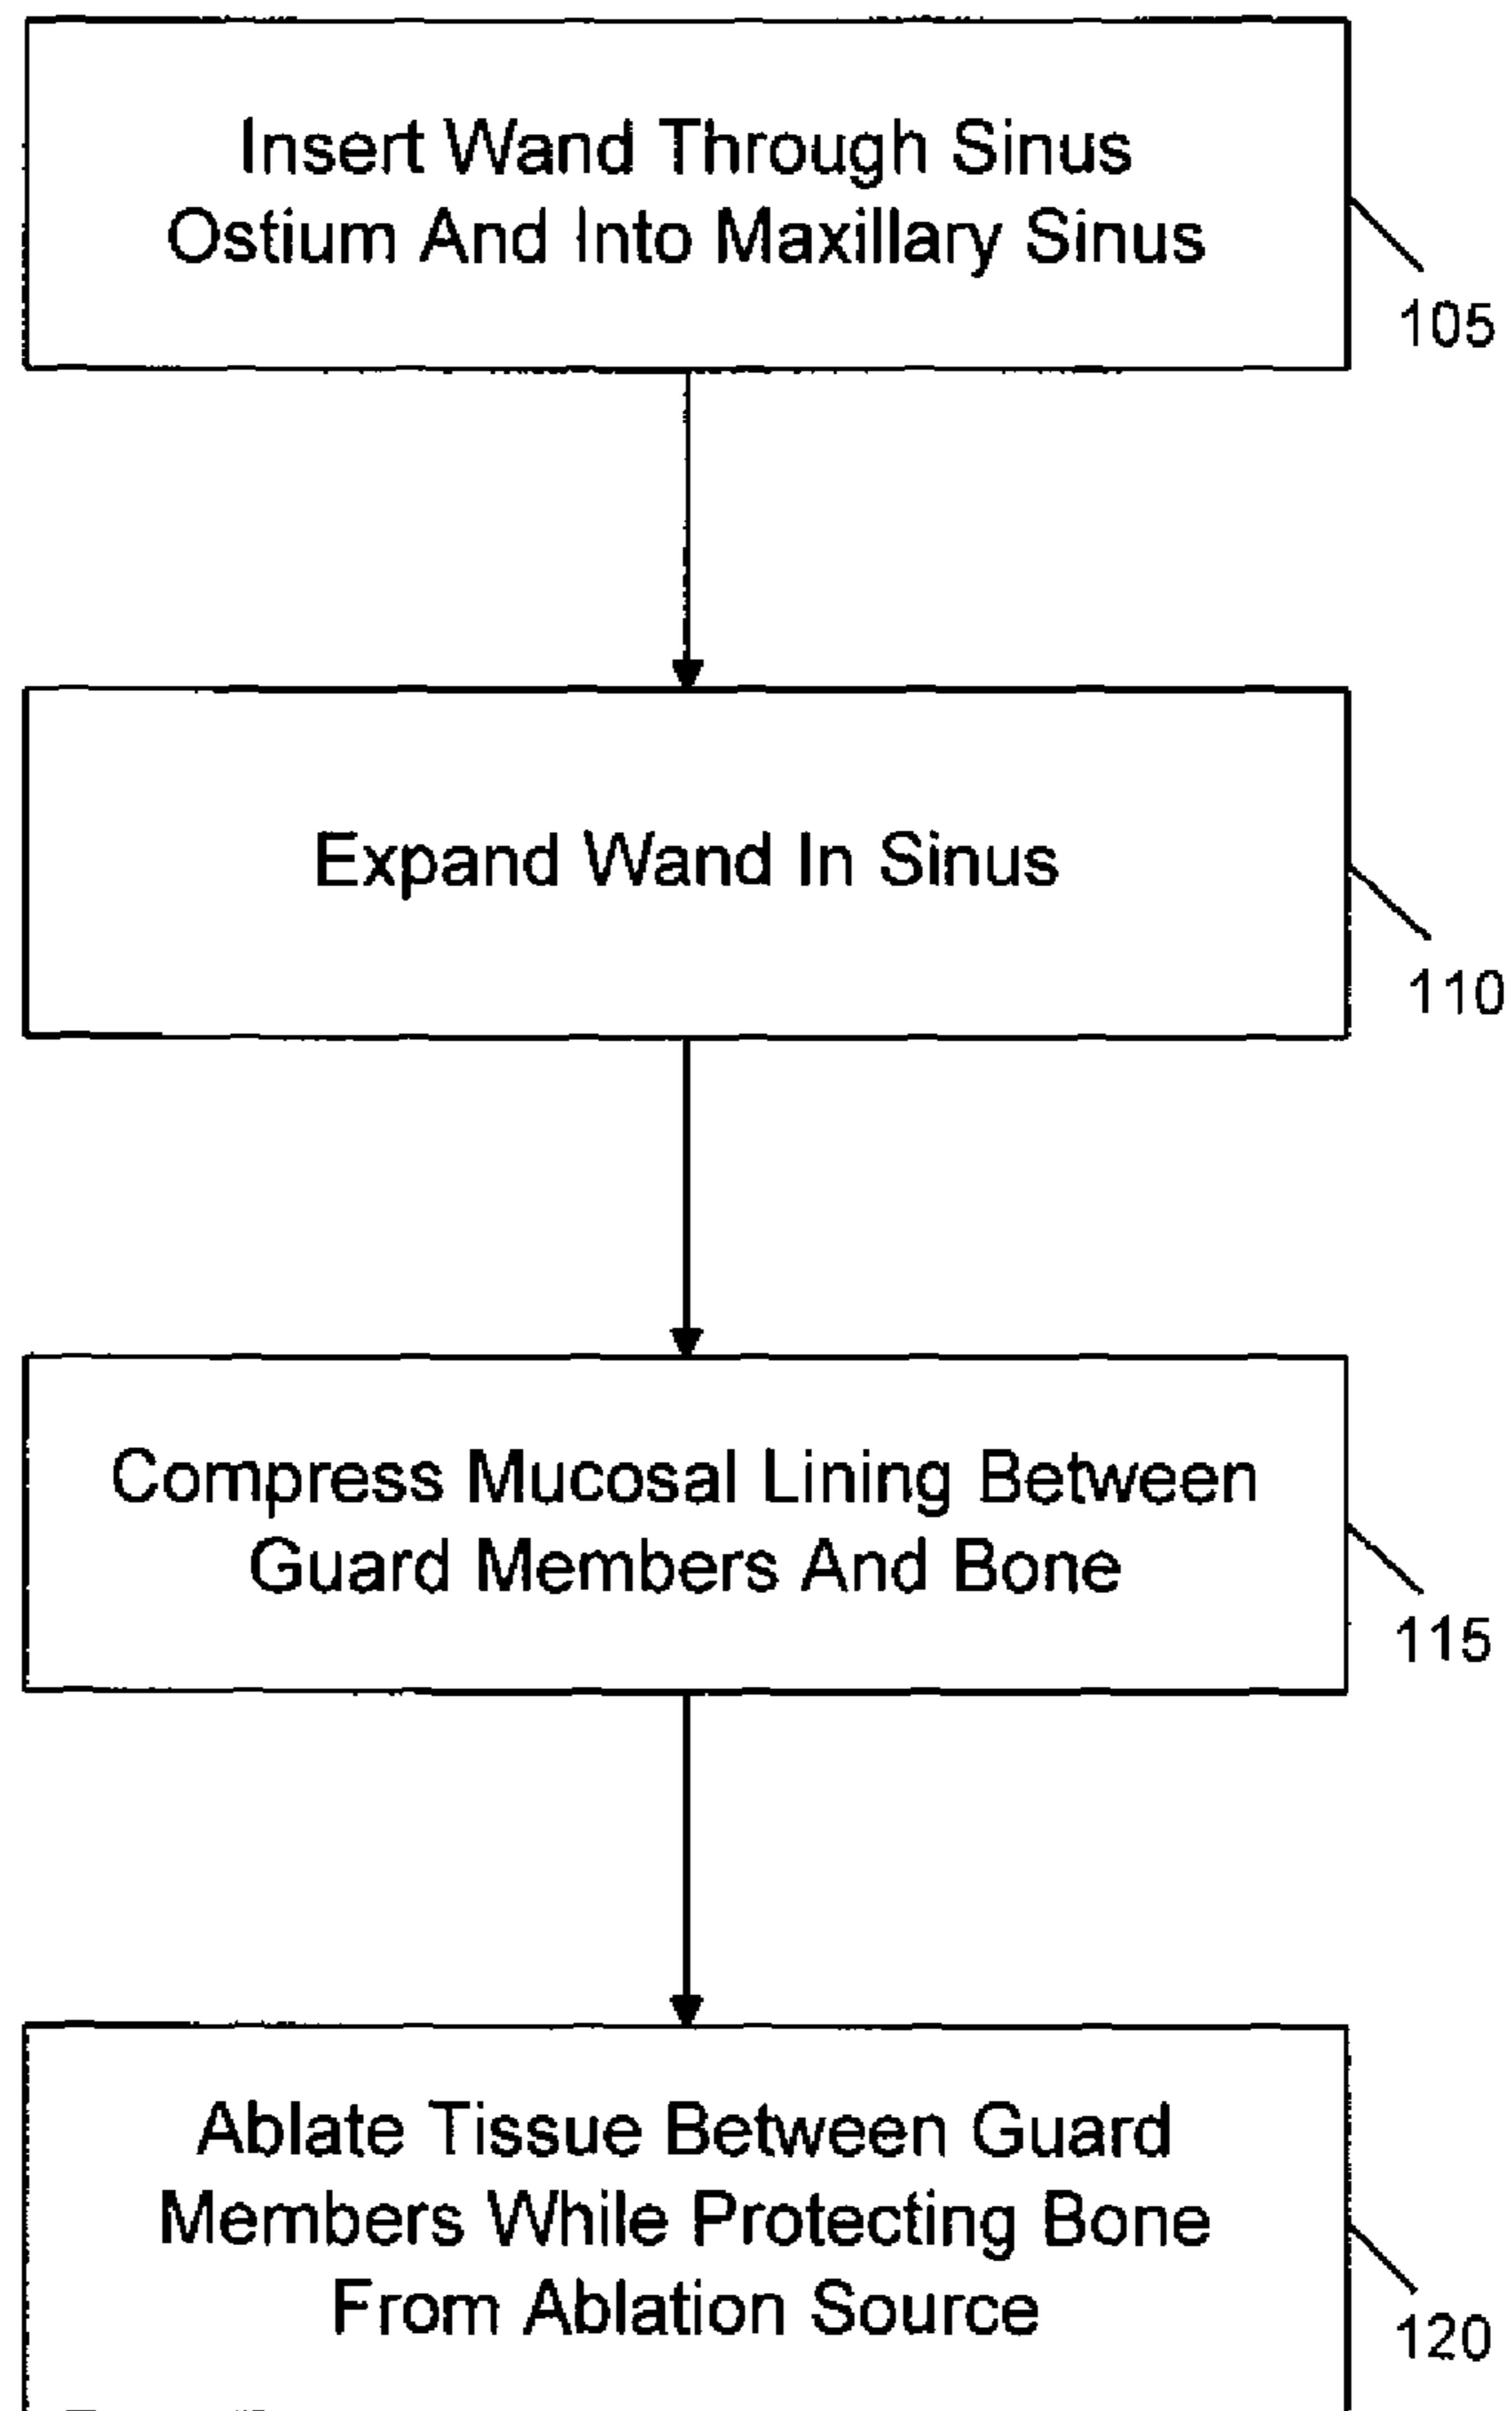 Insert Wand Through Sinus
Ostium And Into Maxillary Sinus
105
Expand Wand In Sinus
110
Compress Mucosal Lining Between
Guard Members And Bone
115
Ablate Tissue Between Guard
Members While Protecting Bone
From Ablation Source
120